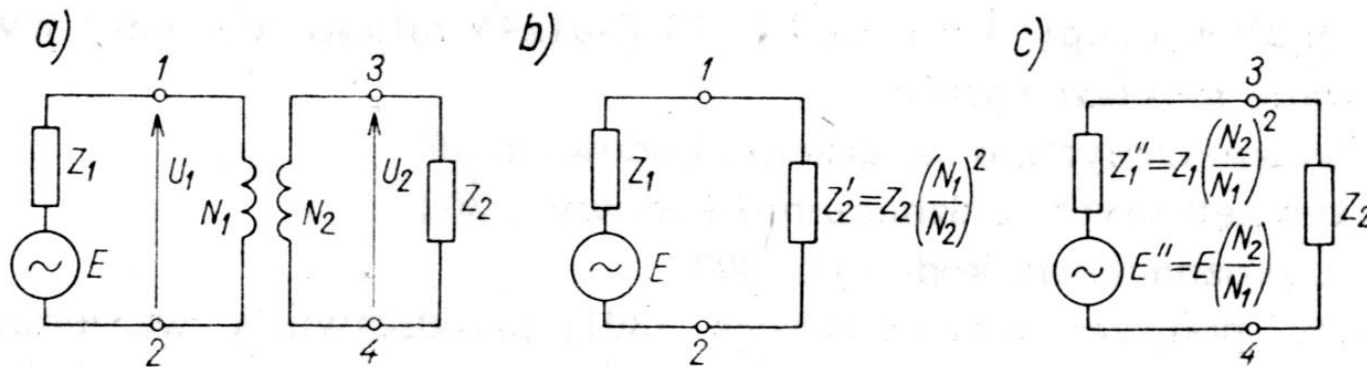 a)
1
3
Z₁
U₁
N₁
N₂
U₂
Z₂
E
2
4
b)
1
Z₁
Z₂′=Z₂(N₁/N₂)²
E
2
c)
3
Z₁″=Z₁(N₂/N₁)²
Z₂
E″=E(N₂/N₁)
4